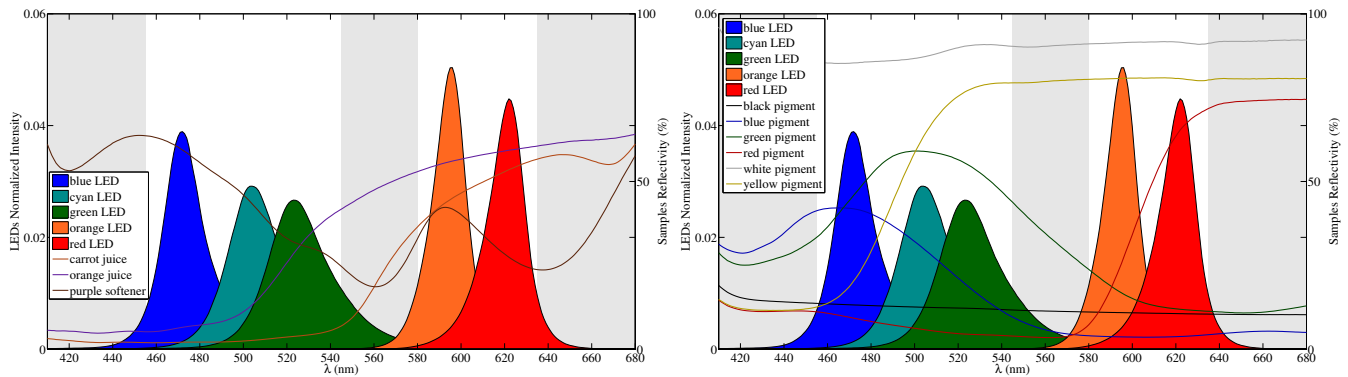 0.06
100
0.04
50
0.02
0
0
LEDs Normalized Intensity
Samples Reflectivity (%)
blue LED
cyan LED
green LED
orange LED
red LED
carrot juice
orange juice
purple softener
420 440 460 480 500 520 540 560 580 600 620 640 660 680
λ (nm)
0.06
100
0.04
50
0.02
0
0
LEDs Normalized Intensity
Samples Reflectivity (%)
blue LED
cyan LED
green LED
orange LED
red LED
black pigment
blue pigment
green pigment
red pigment
white pigment
yellow pigment
420 440 460 480 500 520 540 560 580 600 620 640 660 680
λ (nm)